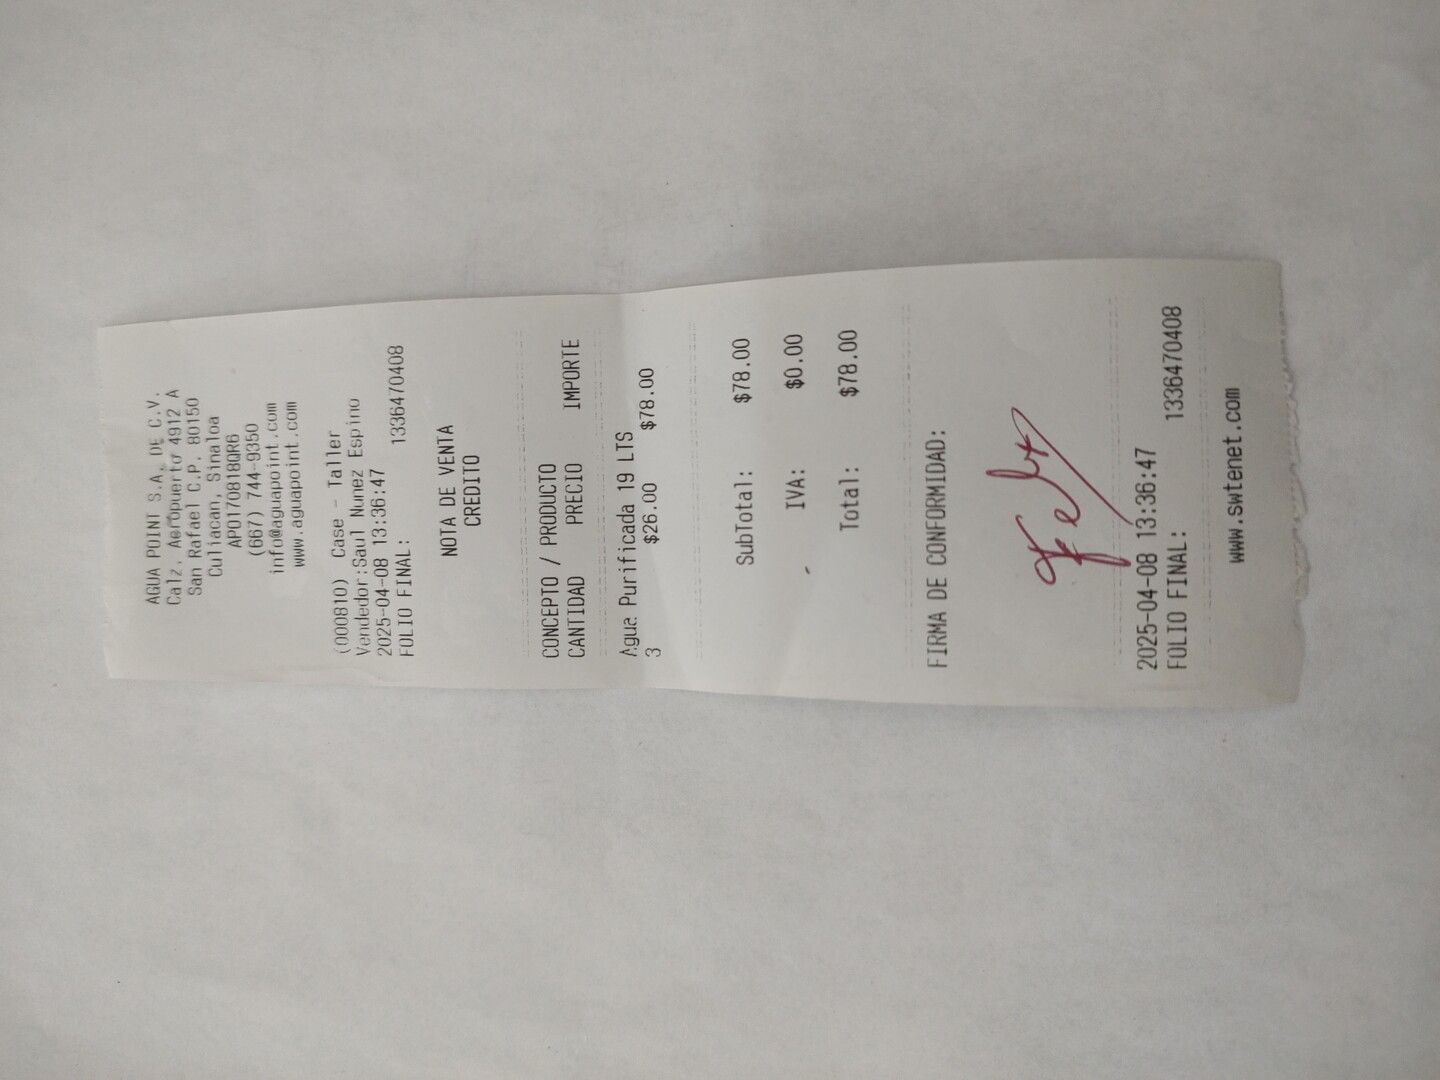 AGUA POINT S.A. DE C.V.
Calz. Aeropuerto 4912 A
San Rafael C.P. 80150
Culiacan, Sinaloa
APO170818QR6
(667) 744-9350
info@aguapoint.com
www.aguapoint.com
(000810) Case - Taller
Vendedor:Saul Nunez Espino
2025-04-08 13:36:47
FOLIO FINAL: 1336470408
NOTA DE VENTA
CREDITO
CONCEPTO / PRODUCTO
CANTIDAD PRECIO IMPORTE
Agua Purificada 19 LTS
3 $26.00 $78.00
SubTotal: $78.00
IVA: $0.00
Total: $78.00
FIRMA DE CONFORMIDAD:
2025-04-08 13:36:47
FOLIO FINAL: 1336470408
www.swtenet.com